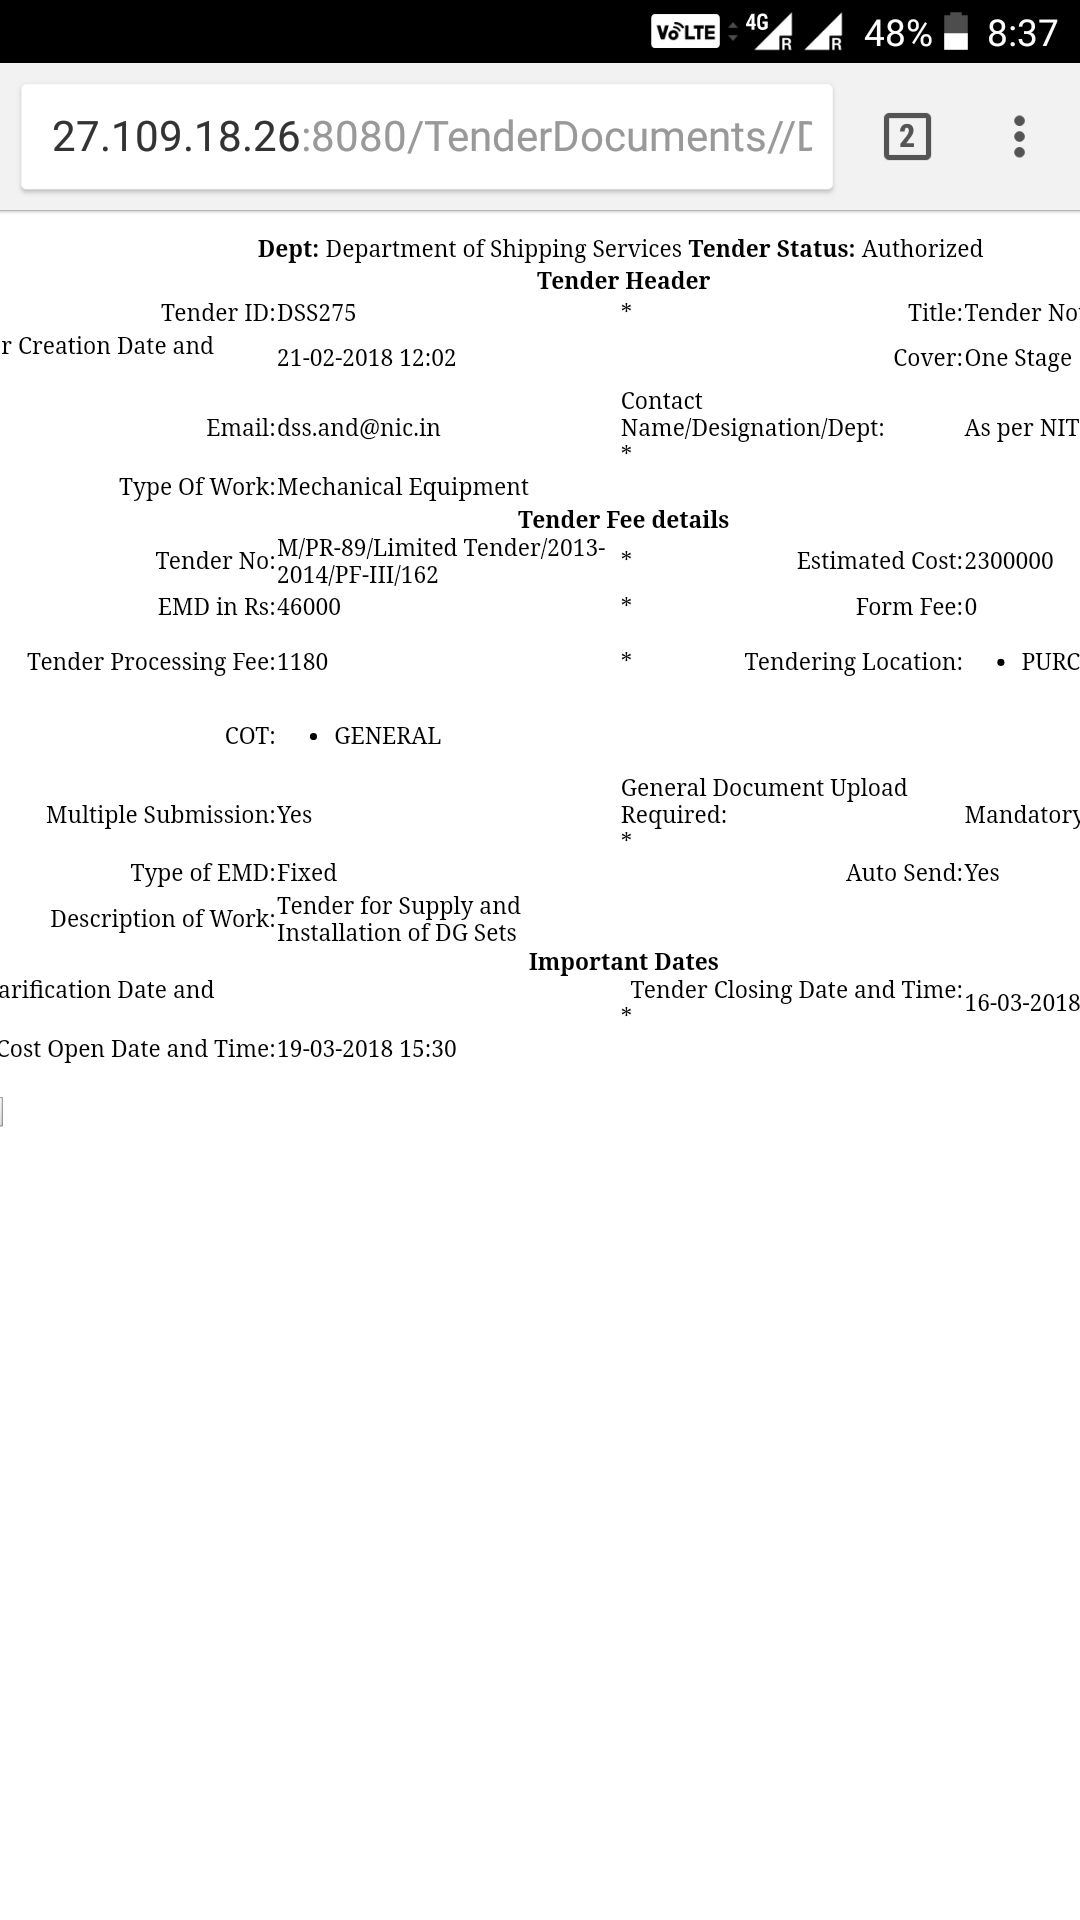 VoLTE 4G R R 48% 8:37
27.109.18.26:8080/TenderDocuments// 2
Dept: Department of Shipping Services Tender Status: Authorized
Tender Header
Tender ID: DSS275 * Title: Tender
r Creation Date and
21-02-2018 12:02 Cover: One Stage
Contact
Email: dss.and@nic.in Name/Designation/Dept: As per NIT
*
Type Of Work: Mechanical Equipment
Tender Fee details
M/PR-89/Limited Tender/2013-
Tender No: * Estimated Cost: 2300000
2014/PF-III/162
EMD in Rs: 46000 * Form Fee: 0
Tender Processing Fee: 1180 * Tendering Location: • PURC
COT: • GENERAL
General Document Upload
Multiple Submission: Yes Required: Mandatory
*
Type of EMD: Fixed Auto Send: Yes
Tender for Supply and
Description of Work:
Installation of DG Sets
Important Dates
arification Date and Tender Closing Date and Time: 16-03-2018
*
Cost Open Date and Time: 19-03-2018 15:30